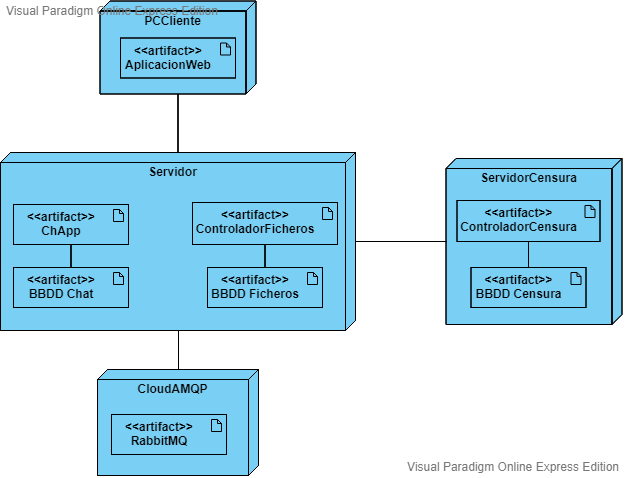 Visual Paradigm Online Express Edition
PCCliente
<<artifact>>
AplicacionWeb
Servidor
<<artifact>>
ChApp
<<artifact>>
ControladorFicheros
<<artifact>>
BBDD Chat
<<artifact>>
BBDD Ficheros
ServidorCensura
<<artifact>>
ControladorCensura
<<artifact>>
BBDD Censura
CloudAMQP
<<artifact>>
RabbitMQ
Visual Paradigm Online Express Edition